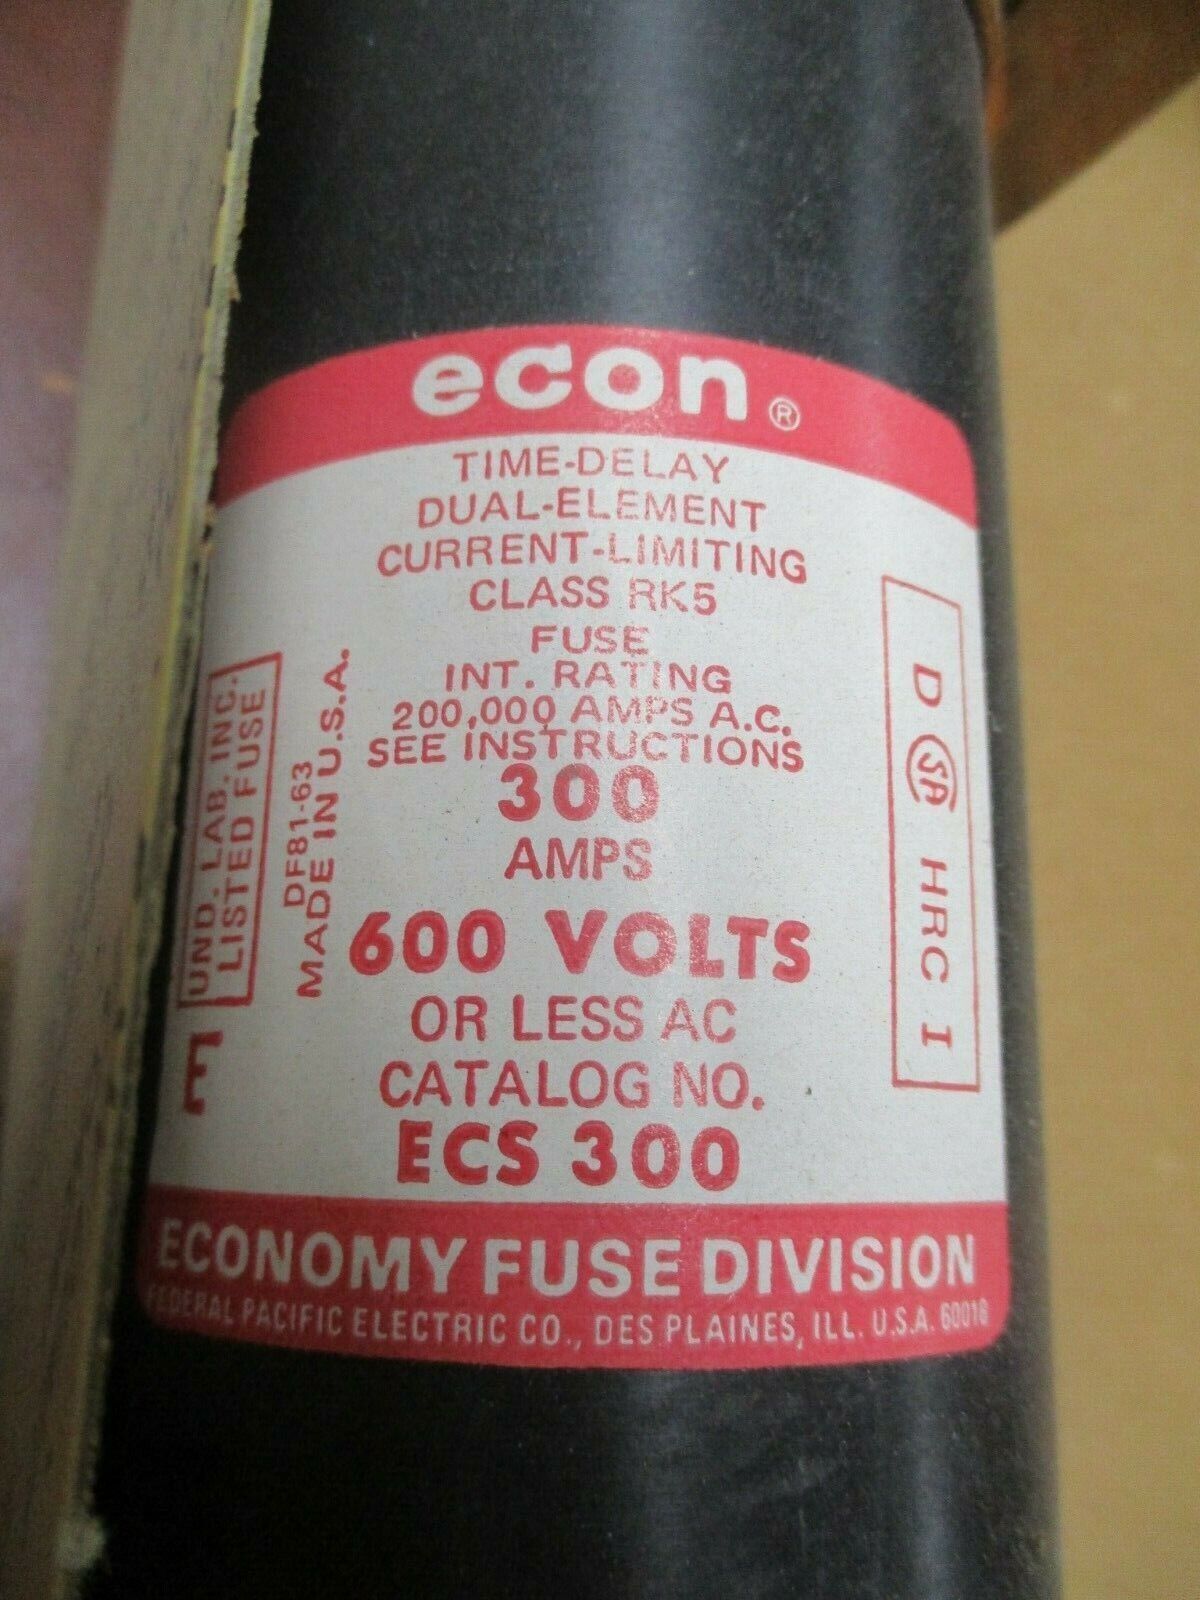 econ®
TIME-DELAY
DUAL-ELEMENT
CURRENT-LIMITING
CLASS RK5
FUSE
INT. RATING
200,000 AMPS A.C.
SEE INSTRUCTIONS
300
AMPS
600 VOLTS
OR LESS AC
CATALOG NO.
ECS 300
UND. LAB. INC.
LISTED FUSE
DF81-63
MADE IN U.S.A.
D SA HRC I
ECONOMY FUSE DIVISION
FEDERAL PACIFIC ELECTRIC CO., DES PLAINES, ILL. U.S.A. 60018